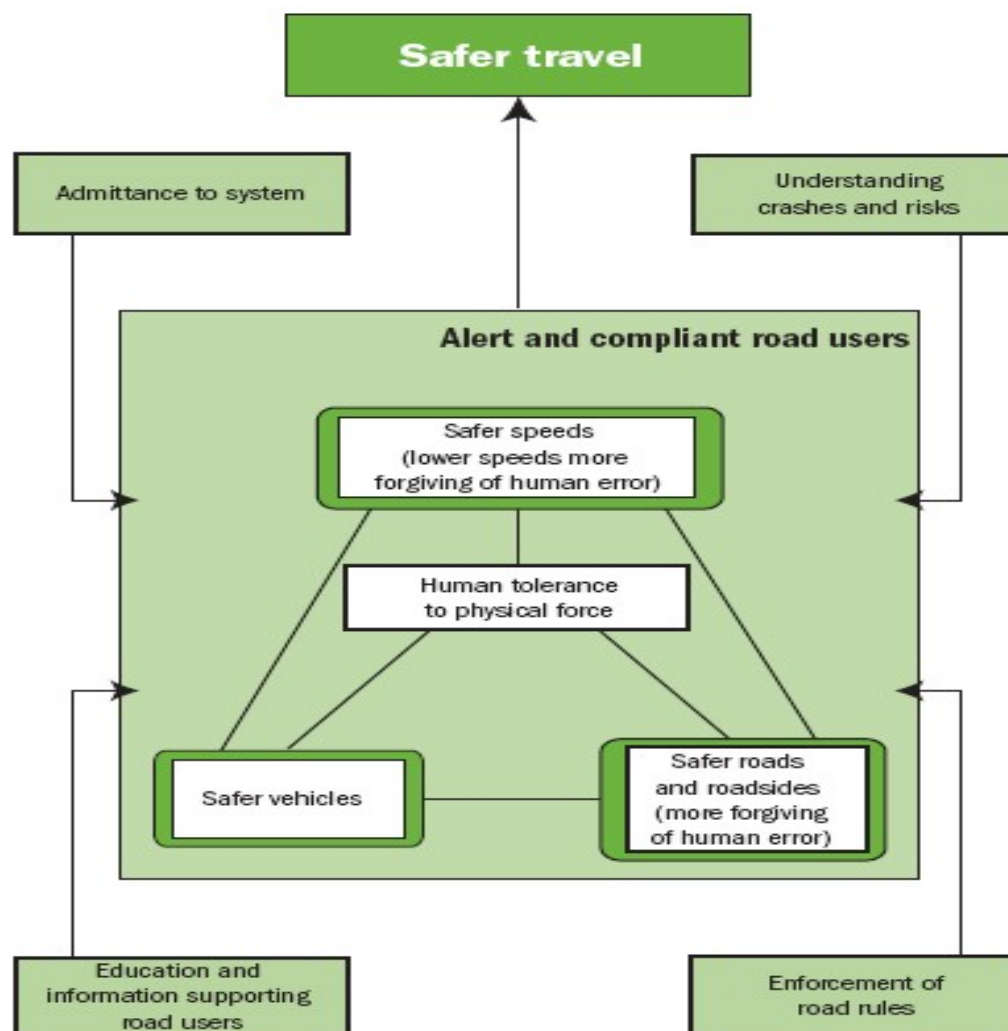 Safer travel
Admittance to system
Understanding
crashes and risks
Alert and compliant road users
Safer speeds
(lower speeds more
forgiving of human error)
Human tolerance
to physical force
Safer vehicles
Safer roads
and roadsides
(more forgiving
of human error)
Education and
information supporting
road users
Enforcement of
road rules